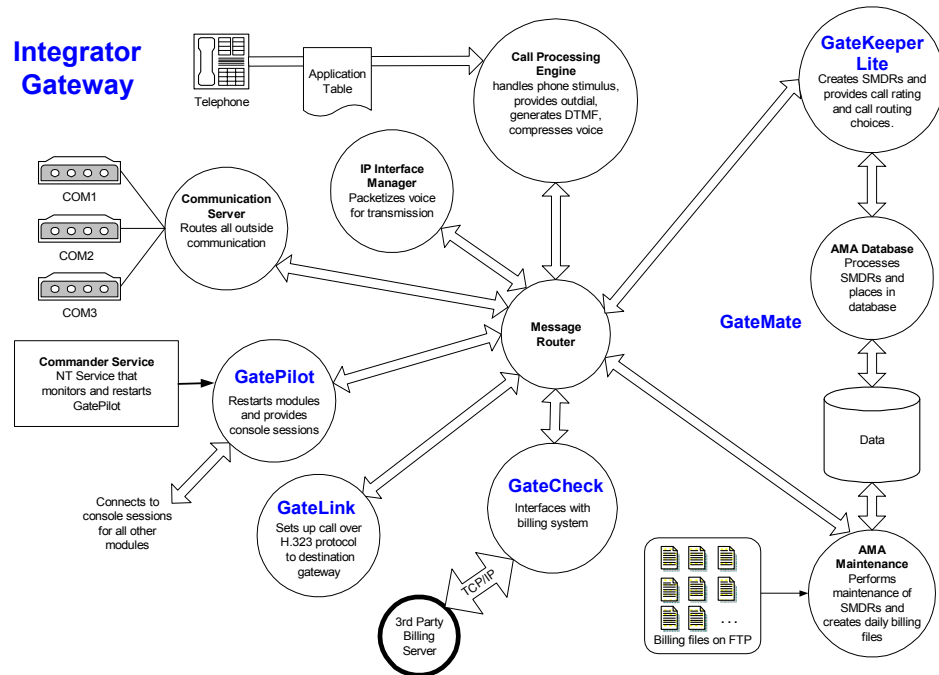 Integrator
Gateway
Telephone
Application
Table
Call Processing
Engine
handles phone stimulus,
provides outdial,
generates DTMF,
compresses voice
GateKeeper
Lite
Creates SMDRs and
provides call rating
and call routing
choices.
COM1
COM2
COM3
Communication
Server
Routes all outside
communication
IP Interface
Manager
Packetizes voice
for transmission
AMA Database
Processes
SMDRs and
places in
database
GateMate
Message
Router
Commander Service
NT Service that
monitors and restarts
GatePilot
GatePilot
Restarts modules
and provides
console sessions
Data
Connects to
console sessions
for all other
modules
GateLink
Sets up call over
H.323 protocol
to destination
gateway
GateCheck
Interfaces with
billing system
TCP/IP
3rd Party
Billing
Server
...
Billing files on FTP
AMA
Maintenance
Performs
maintenance of
SMDRs and
creates daily billing
files